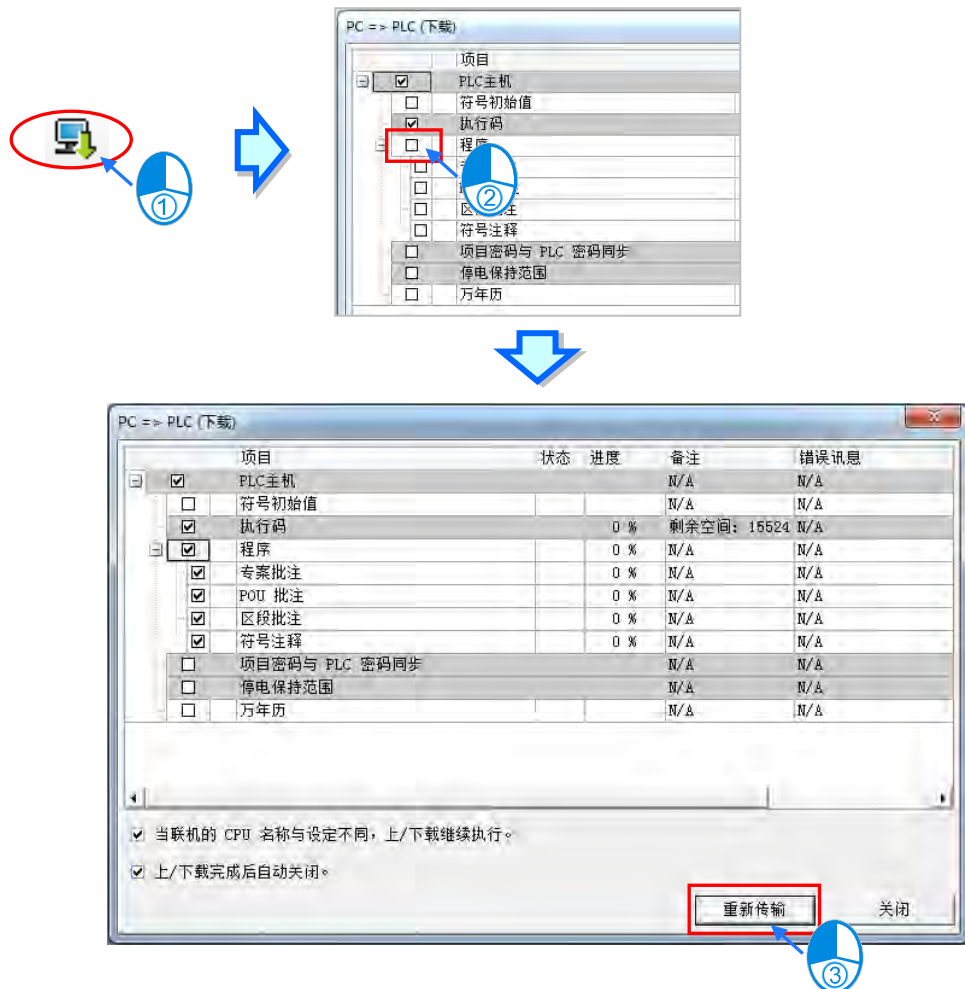 PC => PLC (下载)
项目
PLC主机
符号初始值
执行码
程序
区 注
符号注释
项目密码与 PLC 密码同步
停电保持范围
万年历
①
②
PC => PLC (下载)
项目 状态 进度 备注 错误讯息
PLC主机 N/A N/A
符号初始值 N/A N/A
执行码 0 % 剩余空间: 15524 N/A
程序 0 % N/A N/A
专案批注 0 % N/A N/A
POU 批注 0 % N/A N/A
区段批注 0 % N/A N/A
符号注释 0 % N/A N/A
项目密码与 PLC 密码同步 N/A N/A
停电保持范围 N/A N/A
万年历 N/A N/A
当联机的 CPU 名称与设定不同，上/下载继续执行。
上/下载完成后自动关闭。
重新传输 关闭
③